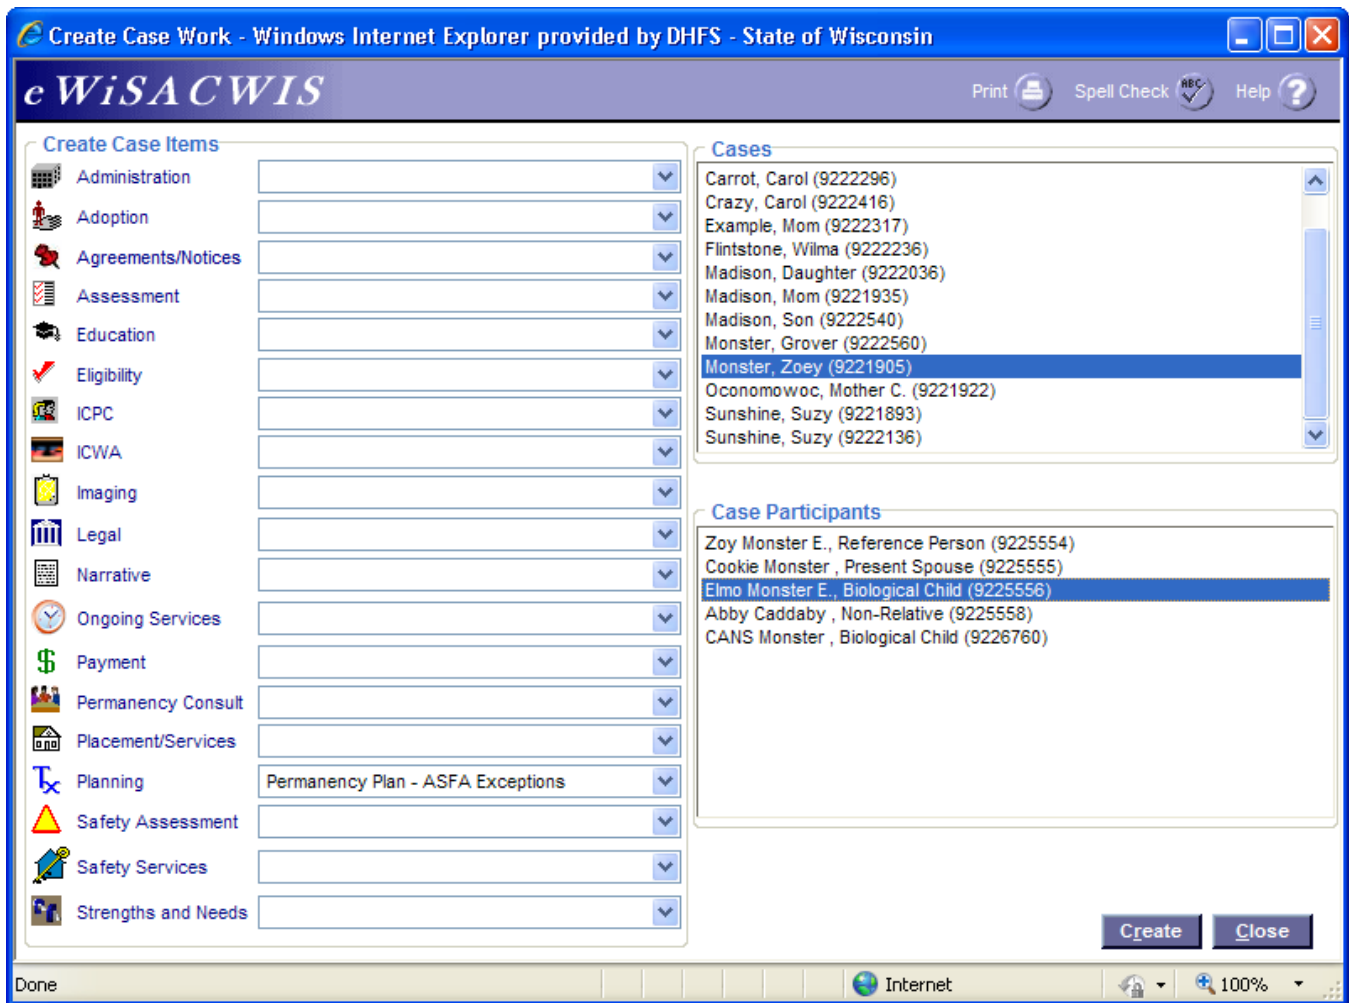 Create Case Work - Windows Internet Explorer provided by DHFS - State of Wisconsin
eWiSACWIS
Print
Spell Check
ABC
Help
?
Create Case Items
Administration
Adoption
Agreements/Notices
Assessment
Education
Eligibility
ICPC
ICWA
Imaging
Legal
Narrative
Ongoing Services
$ Payment
Permanency Consult
Placement/Services
Tx Planning Permanency Plan - ASFA Exceptions
Safety Assessment
Safety Services
Strengths and Needs
Cases
Carrot, Carol (9222296)
Crazy, Carol (9222416)
Example, Mom (9222317)
Flintstone, Wilma (9222236)
Madison, Daughter (9222036)
Madison, Mom (9221935)
Madison, Son (9222540)
Monster, Grover (9222560)
Monster, Zoey (9221905)
Oconomowoc, Mother C. (9221922)
Sunshine, Suzy (9221893)
Sunshine, Suzy (9222136)
Case Participants
Zoy Monster E., Reference Person (9225554)
Cookie Monster , Present Spouse (9225555)
Elmo Monster E., Biological Child (9225556)
Abby Caddaby , Non-Relative (9225558)
CANS Monster , Biological Child (9226760)
Create
Close
Done
Internet
100%